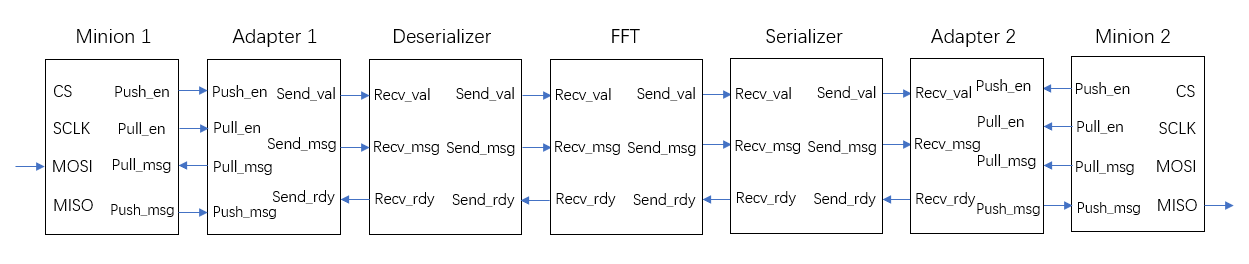 Minion 1 Adapter 1 Deserializer FFT Serializer Adapter 2 Minion 2
CS Push_en Push_en Send_val Recv_val Send_val Recv_val Send_val Recv_val Send_val Recv_val Push_en Push_en CS
SCLK Pull_en Pull_en Pull_en Pull_en SCLK
Send_msg Recv_msg Send_msg Recv_msg Send_msg Recv_msg Send_msg Recv_msg
MOSI Pull_msg Pull_msg Pull_msg Pull_msg MOSI
Send_rdy Recv_rdy Send_rdy Recv_rdy Send_rdy Recv_rdy Send_rdy Recv_rdy
MISO Push_msg Push_msg Push_msg Push_msg MISO